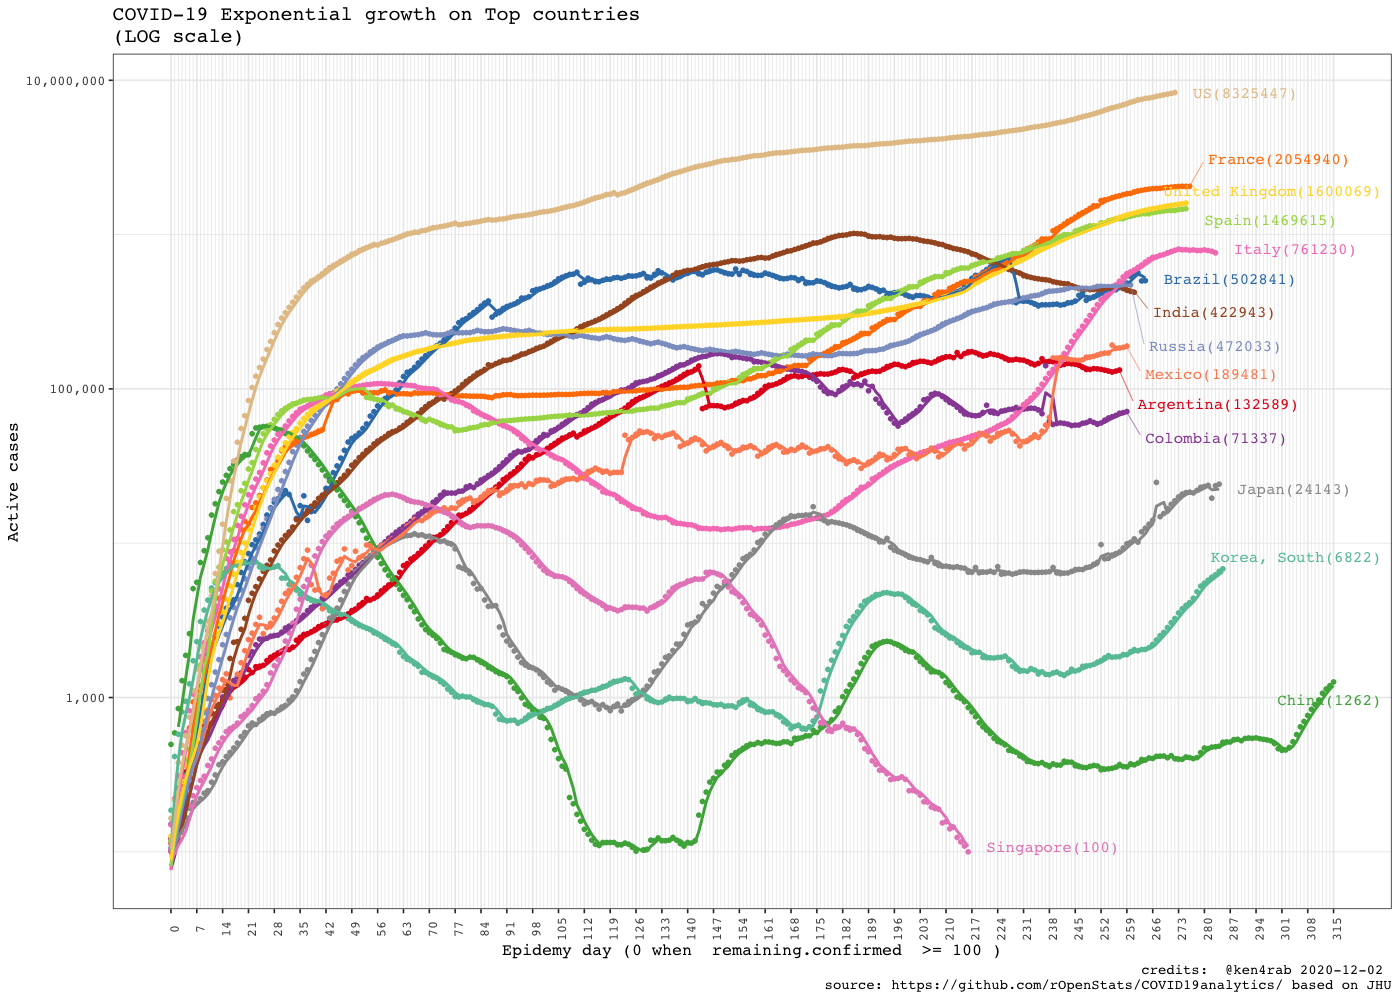 COVID-19 Exponential growth on Top countries
(LOG scale)
10,000,000
US(8325447)
France(2054940)
United Kingdom(1600069)
Spain(1469615)
Italy(761230)
Brazil(502841)
India(422943)
Russia(472033)
Mexico(189481)
100,000
Argentina(132589)
Colombia(71337)
Japan(24143)
Active cases
Korea, South(6822)
1,000
China(1262)
Singapore(100)
0 7 14 21 28 35 42 49 56 63 70 77 84 91 98 105 112 119 126 133 140 147 154 161 168 175 182 189 196 203 210 217 224 231 238 245 252 259 266 273 280 287 294 301 308 315
Epidemy day (0 when  remaining.confirmed  >= 100 )
credits:  @ken4rab 2020-12-02
source: https://github.com/rOpenStats/COVID19analytics/ based on JHU